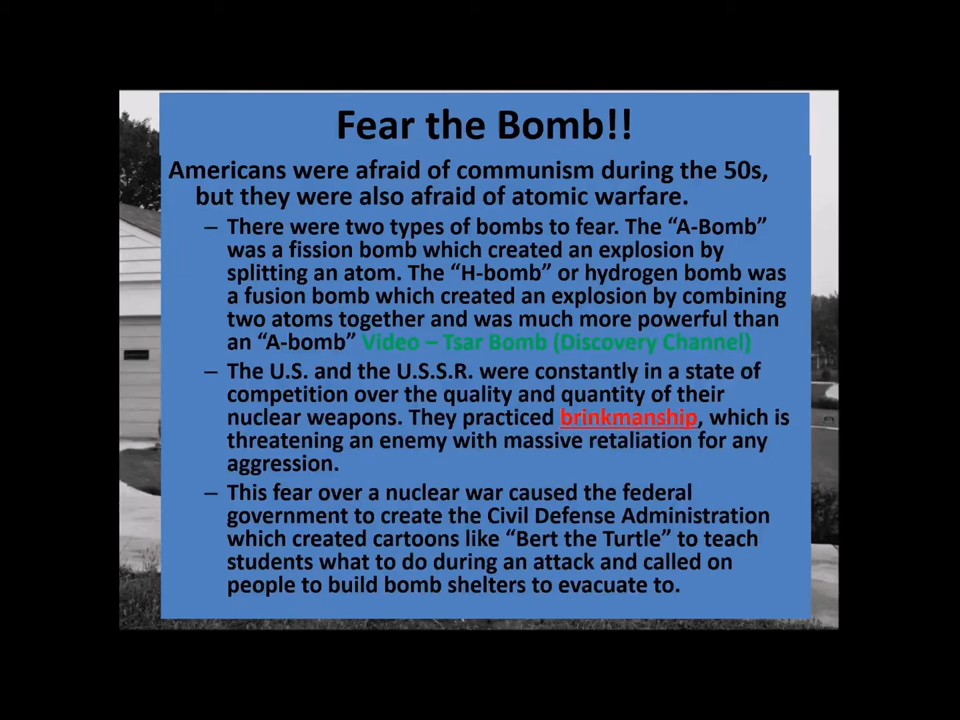 Fear the Bomb!!
Americans were afraid of communism during the 50s,
but they were also afraid of atomic warfare.
– There were two types of bombs to fear. The “A-Bomb”
was a fission bomb which created an explosion by
splitting an atom. The “H-bomb” or hydrogen bomb was
a fusion bomb which created an explosion by combining
two atoms together and was much more powerful than
an “A-bomb” Video – Tsar Bomb (Discovery Channel)
– The U.S. and the U.S.S.R. were constantly in a state of
competition over the quality and quantity of their
nuclear weapons. They practiced brinkmanship, which is
threatening an enemy with massive retaliation for any
aggression.
– This fear over a nuclear war caused the federal
government to create the Civil Defense Administration
which created cartoons like “Bert the Turtle” to teach
students what to do during an attack and called on
people to build bomb shelters to evacuate to.